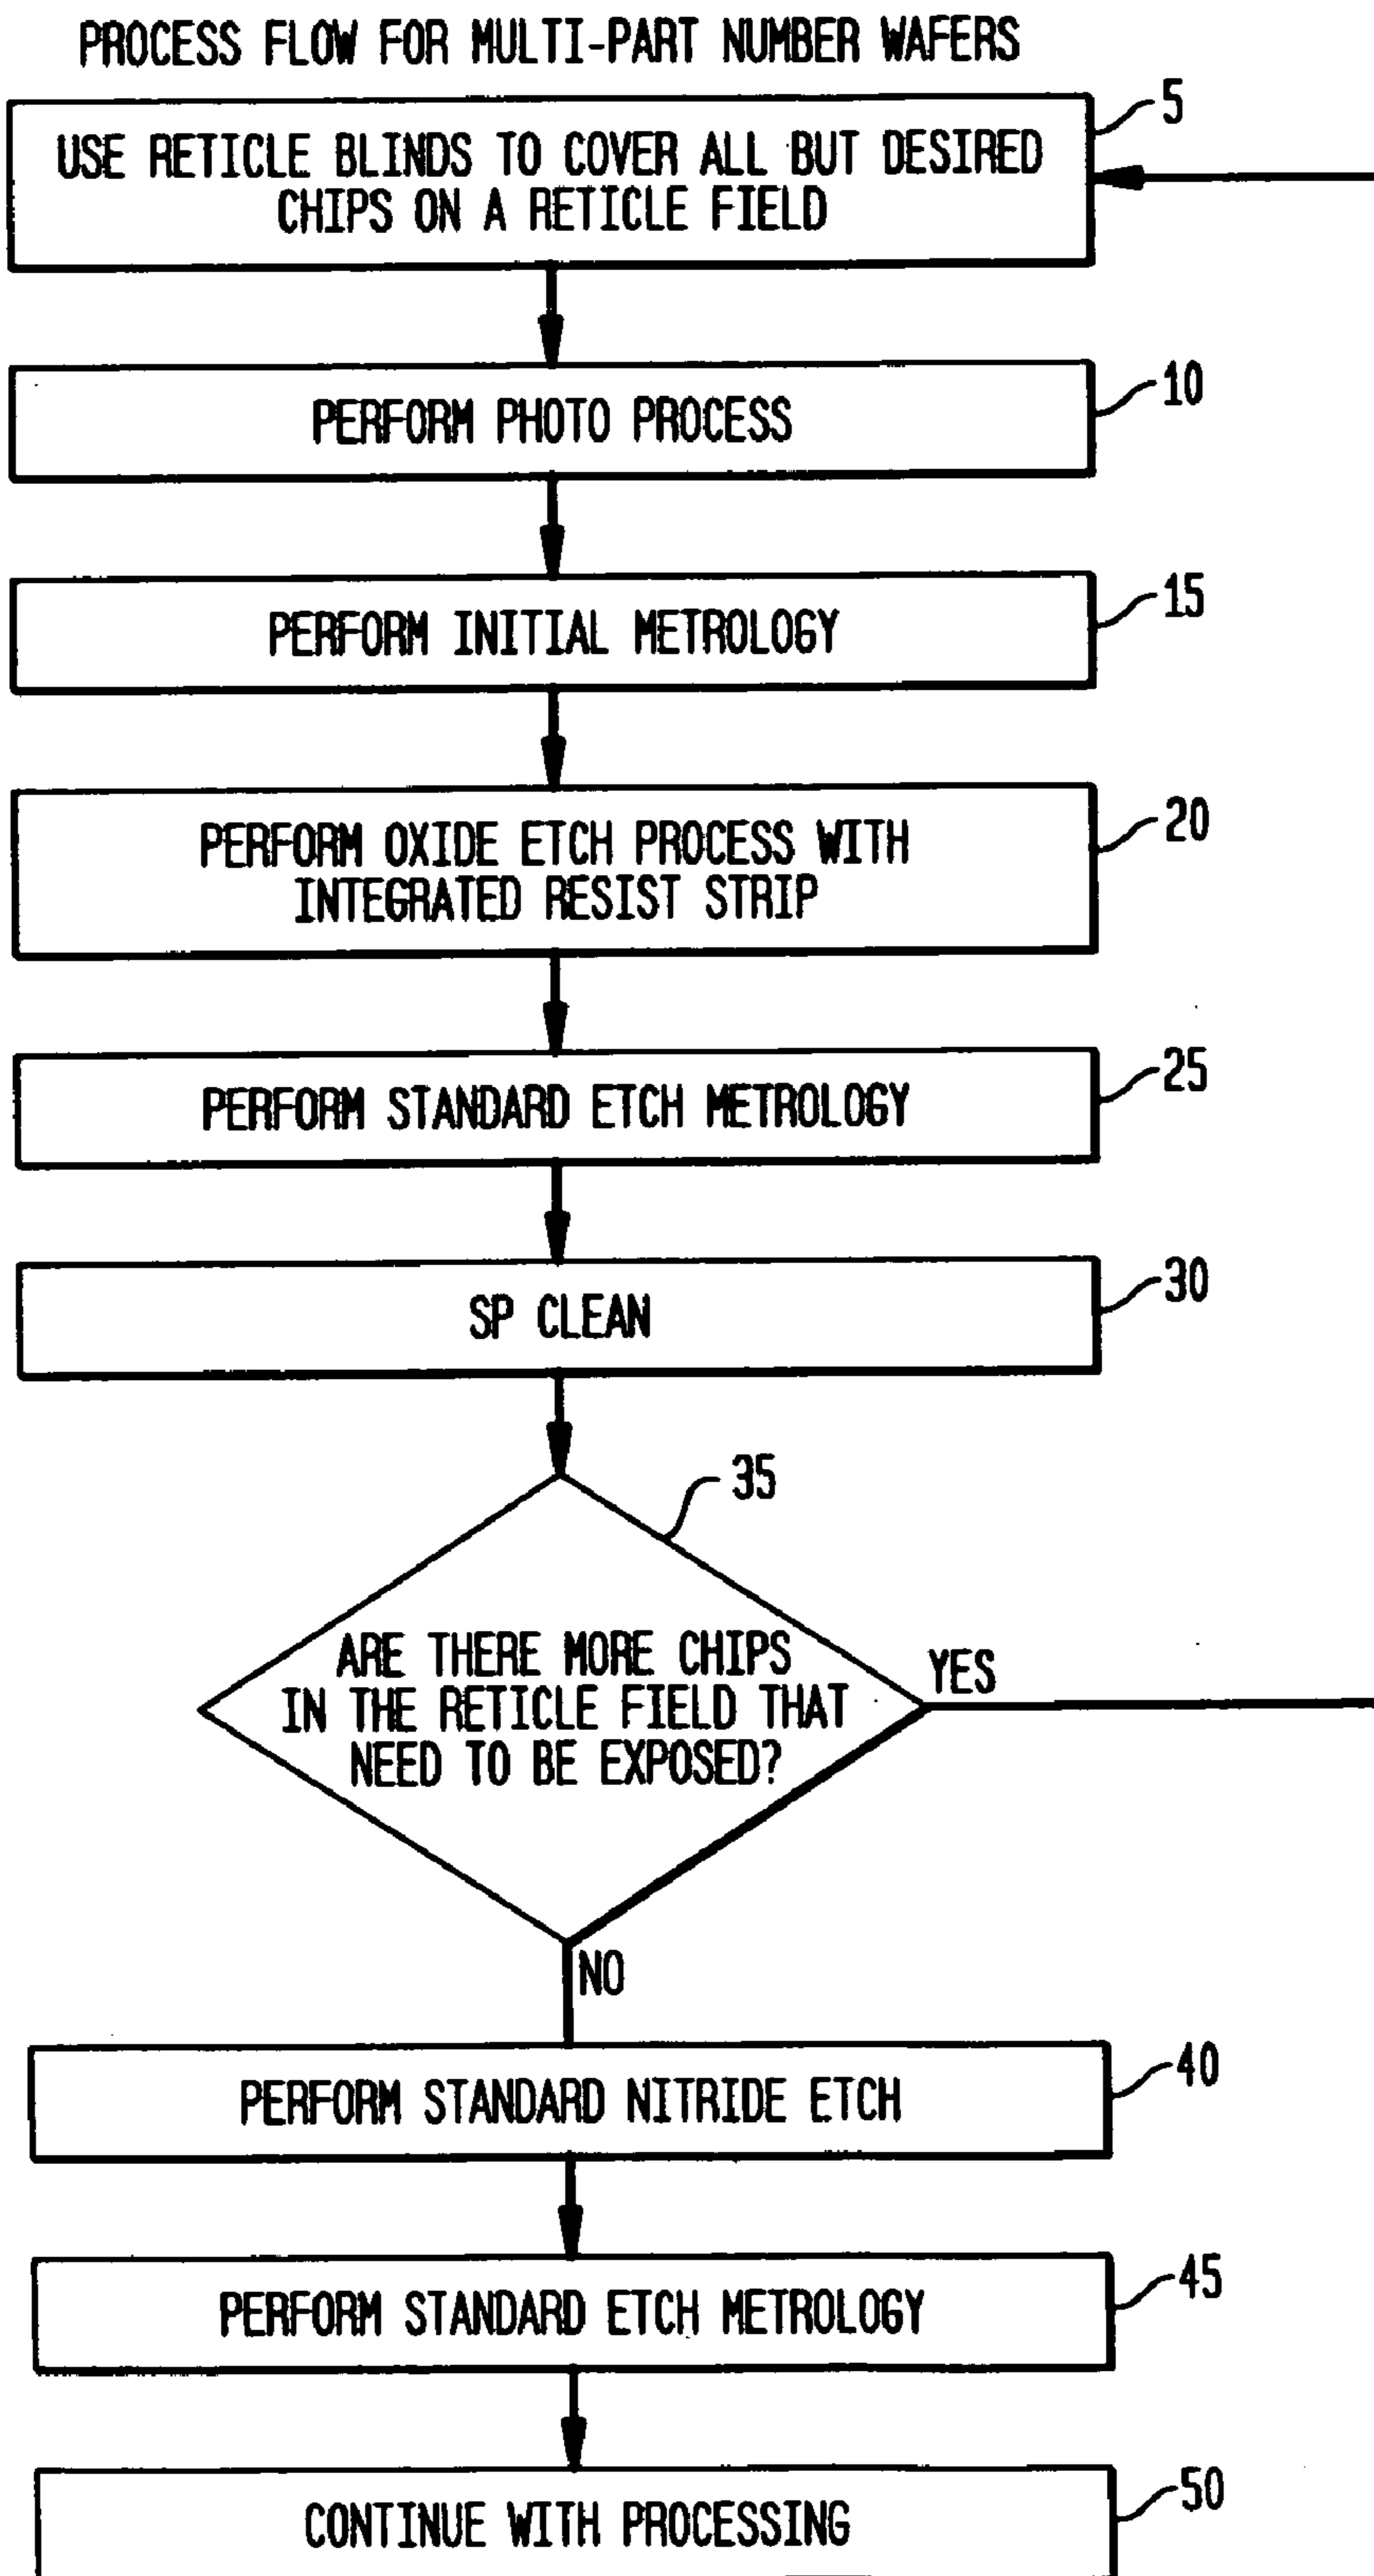 PROCESS FLOW FOR MULTI-PART NUMBER WAFERS
5
USE RETICLE BLINDS TO COVER ALL BUT DESIRED
CHIPS ON A RETICLE FIELD
10
PERFORM PHOTO PROCESS
15
PERFORM INITIAL METROLOGY
20
PERFORM OXIDE ETCH PROCESS WITH
INTEGRATED RESIST STRIP
25
PERFORM STANDARD ETCH METROLOGY
30
SP CLEAN
35
ARE THERE MORE CHIPS
IN THE RETICLE FIELD THAT
NEED TO BE EXPOSED?
YES
NO
40
PERFORM STANDARD NITRIDE ETCH
45
PERFORM STANDARD ETCH METROLOGY
50
CONTINUE WITH PROCESSING